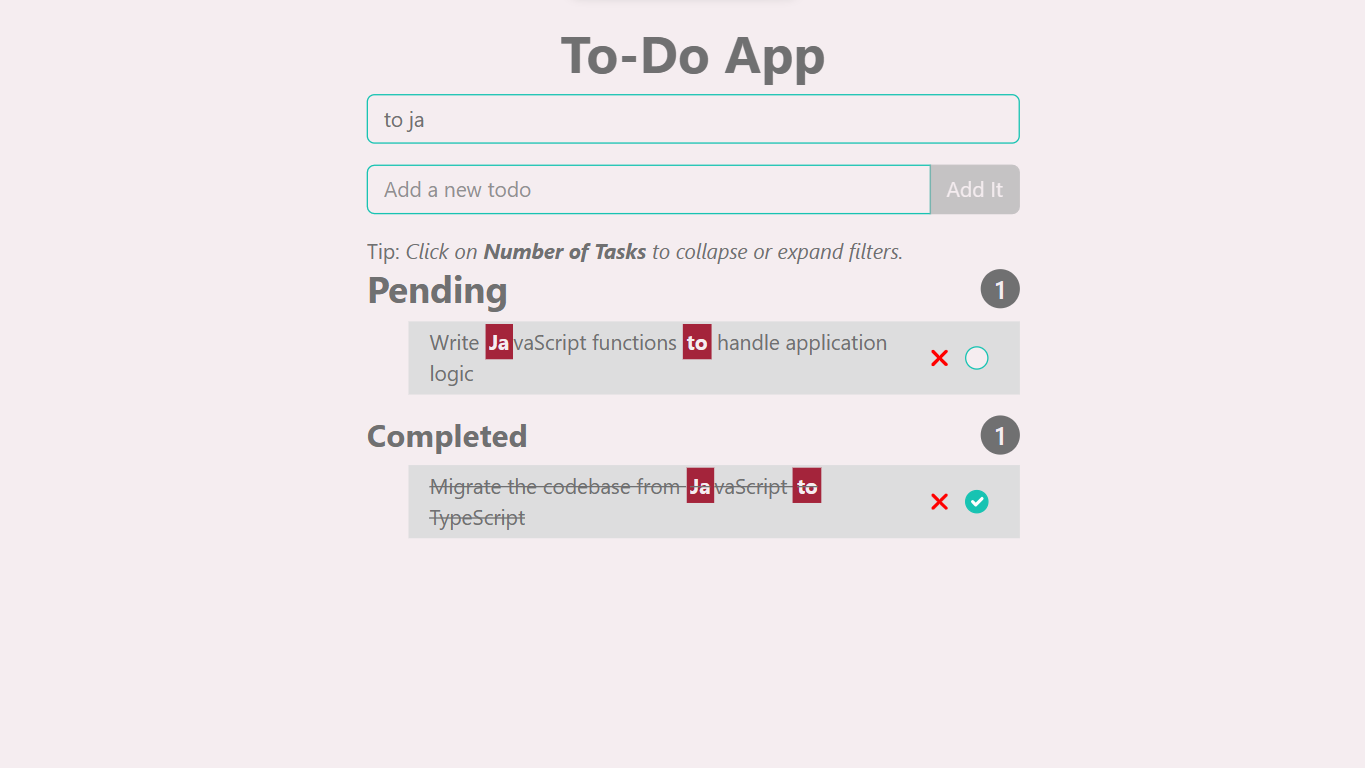 To-Do App
to ja
Add a new todo
Add It
Tip: Click on Number of Tasks to collapse or expand filters.
Pending
1
Write JavaScript functions to handle application
logic
Completed
1
Migrate the codebase from JavaScript to
TypeScript